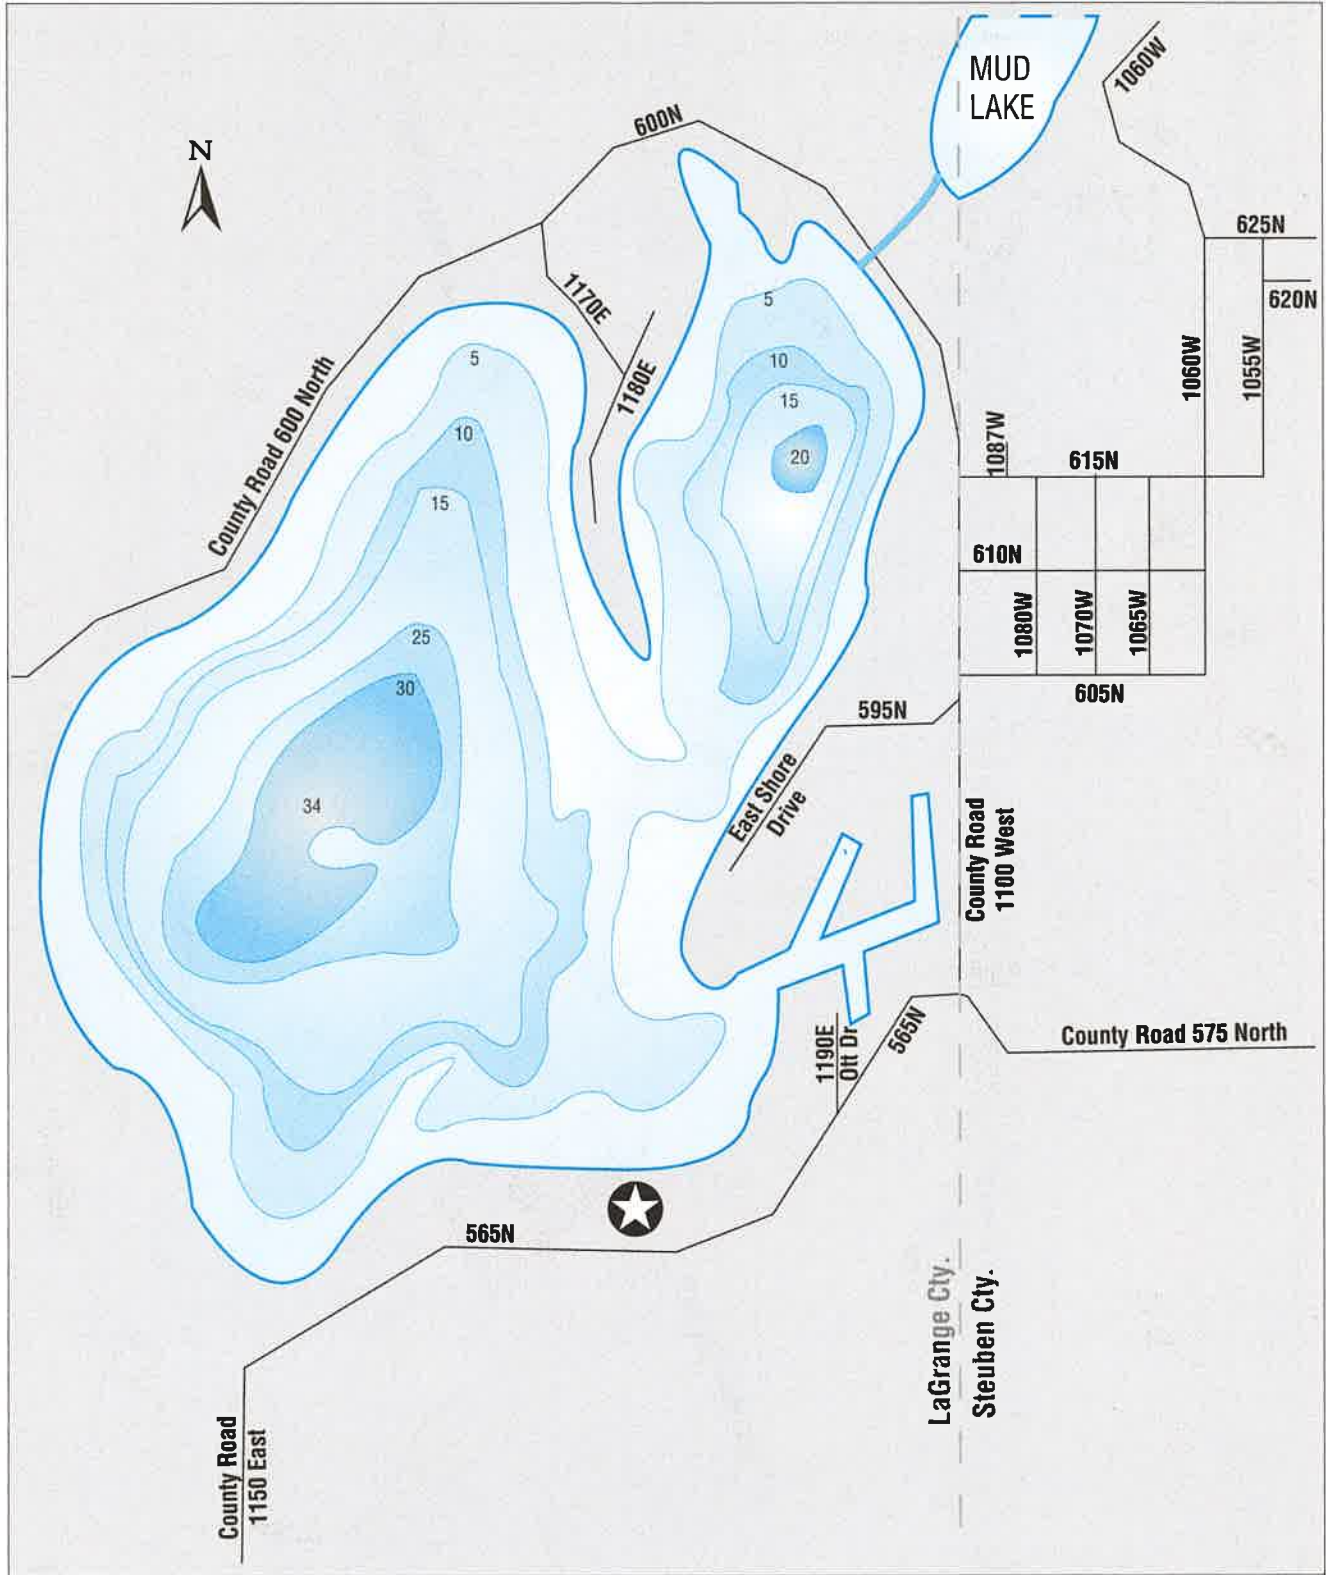 MUD
LAKE
1060W
600N
N
625N
620N
1170E
1180E
5
10
15
20
5
10
15
25
30
34
County Road 600 North
1060W
1055W
1087W
615N
610N
1080W
1070W
1065W
605N
595N
East Shore
Drive
County Road
1100 West
1190E
Ott Dr
565N
County Road 575 North
565N
LaGrange Cty.
Steuben Cty.
County Road
1150 East